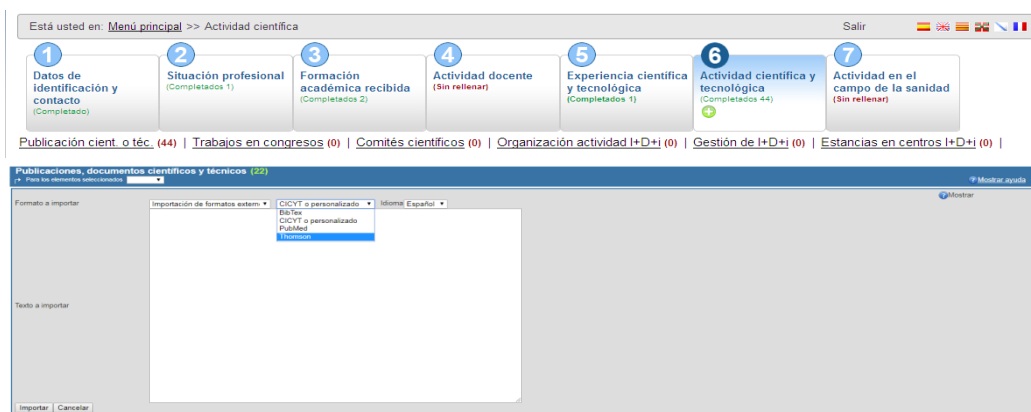 Está usted en: Menú principal >> Actividad científica
Salir
1
Datos de identificación y contacto
(Completado)
2
Situación profesional
(Completados 1)
3
Formación académica recibida
(Completados 2)
4
Actividad docente
(Sin rellenar)
5
Experiencia científica y tecnológica
(Completados 1)
6
Actividad científica y tecnológica
(Completados 44)
7
Actividad en el campo de la sanidad
(Sin rellenar)
Publicación cient. o téc. (44) | Trabajos en congresos (0) | Comités científicos (0) | Organización actividad I+D+i (0) | Gestión de I+D+i (0) | Estancias en centros I+D+i (0) |
Publicaciones, documentos científicos y técnicos (22)
Para los elementos seleccionados
Mostrar ayuda
Mostrar
Formato a importar
Importación de formatos extern
CICYT o personalizado
Idioma Español
BibTex
CICYT o personalizado
PubMed
Thomson
Texto a importar
Importar Cancelar